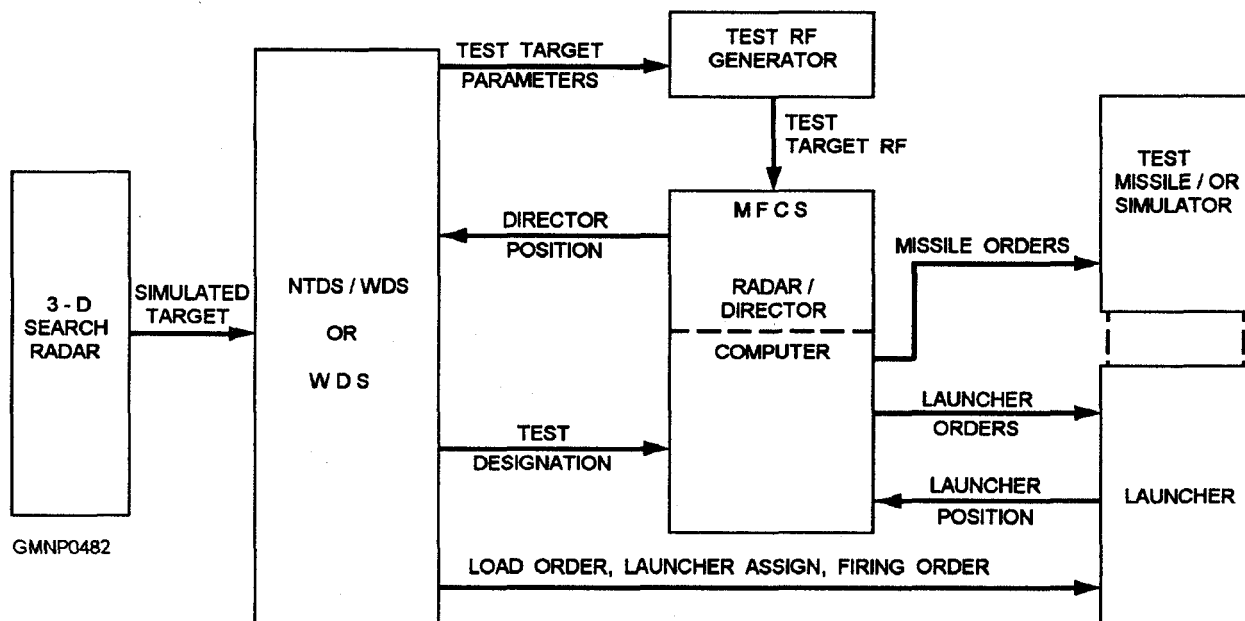 3 - D
SEARCH
RADAR
GMNP0482
SIMULATED
TARGET
NTDS / WDS
OR
W D S
TEST TARGET
PARAMETERS
TEST RF
GENERATOR
TEST
TARGET RF
DIRECTOR
POSITION
M F C S
RADAR /
DIRECTOR
COMPUTER
TEST
DESIGNATION
MISSILE ORDERS
TEST
MISSILE / OR
SIMULATOR
LAUNCHER
ORDERS
LAUNCHER
POSITION
LAUNCHER
LOAD ORDER, LAUNCHER ASSIGN, FIRING ORDER